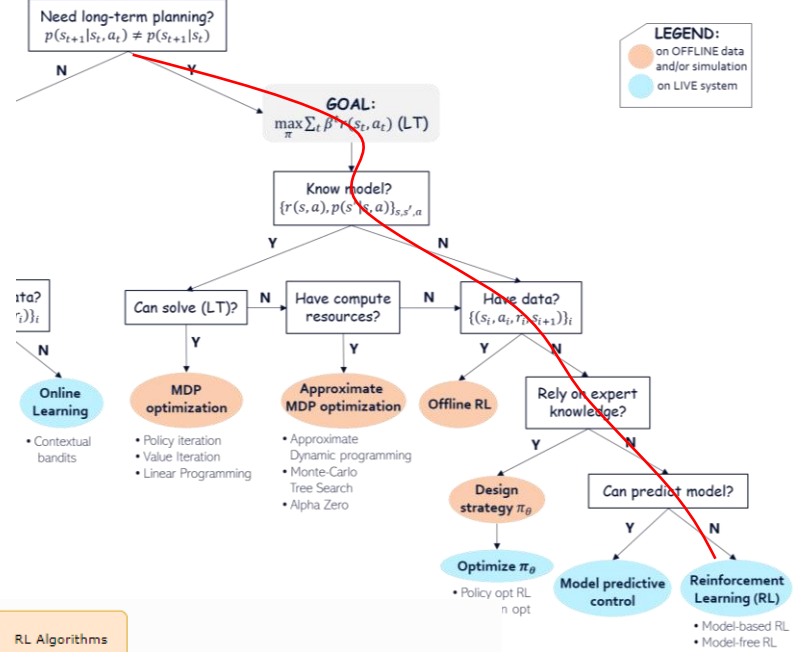 Need long-term planning?
p(s_{t+1}|s_t, a_t) ≠ p(s_{t+1}|s_t)
LEGEND:
on OFFLINE data
and/or simulation
on LIVE system
N
Y
GOAL:
max_π ∑_t β^t r(s_t, a_t) (LT)
Know model?
{r(s, a), p(s'|s, a)}_{s,s',a}
Y
N
ata?
r_i)}_i
Can solve (LT)?
N
Have compute
resources?
N
Have data?
{(s_i, a_i, r_i, s_{i+1})}_i
N
Y
Y
Y
N
Online
Learning
• Contextual
bandits
MDP
optimization
• Policy iteration
• Value Iteration
• Linear Programming
Approximate
MDP optimization
• Approximate
Dynamic programming
• Monte-Carlo
Tree Search
• Alpha Zero
Offline RL
Rely on expert
knowledge?
Y
N
Design
strategy π_θ
Can predict model?
Y
N
Optimize π_θ
• Policy opt RL
n opt
Model predictive
control
Reinforcement
Learning (RL)
• Model-based RL
• Model-free RL
RL Algorithms